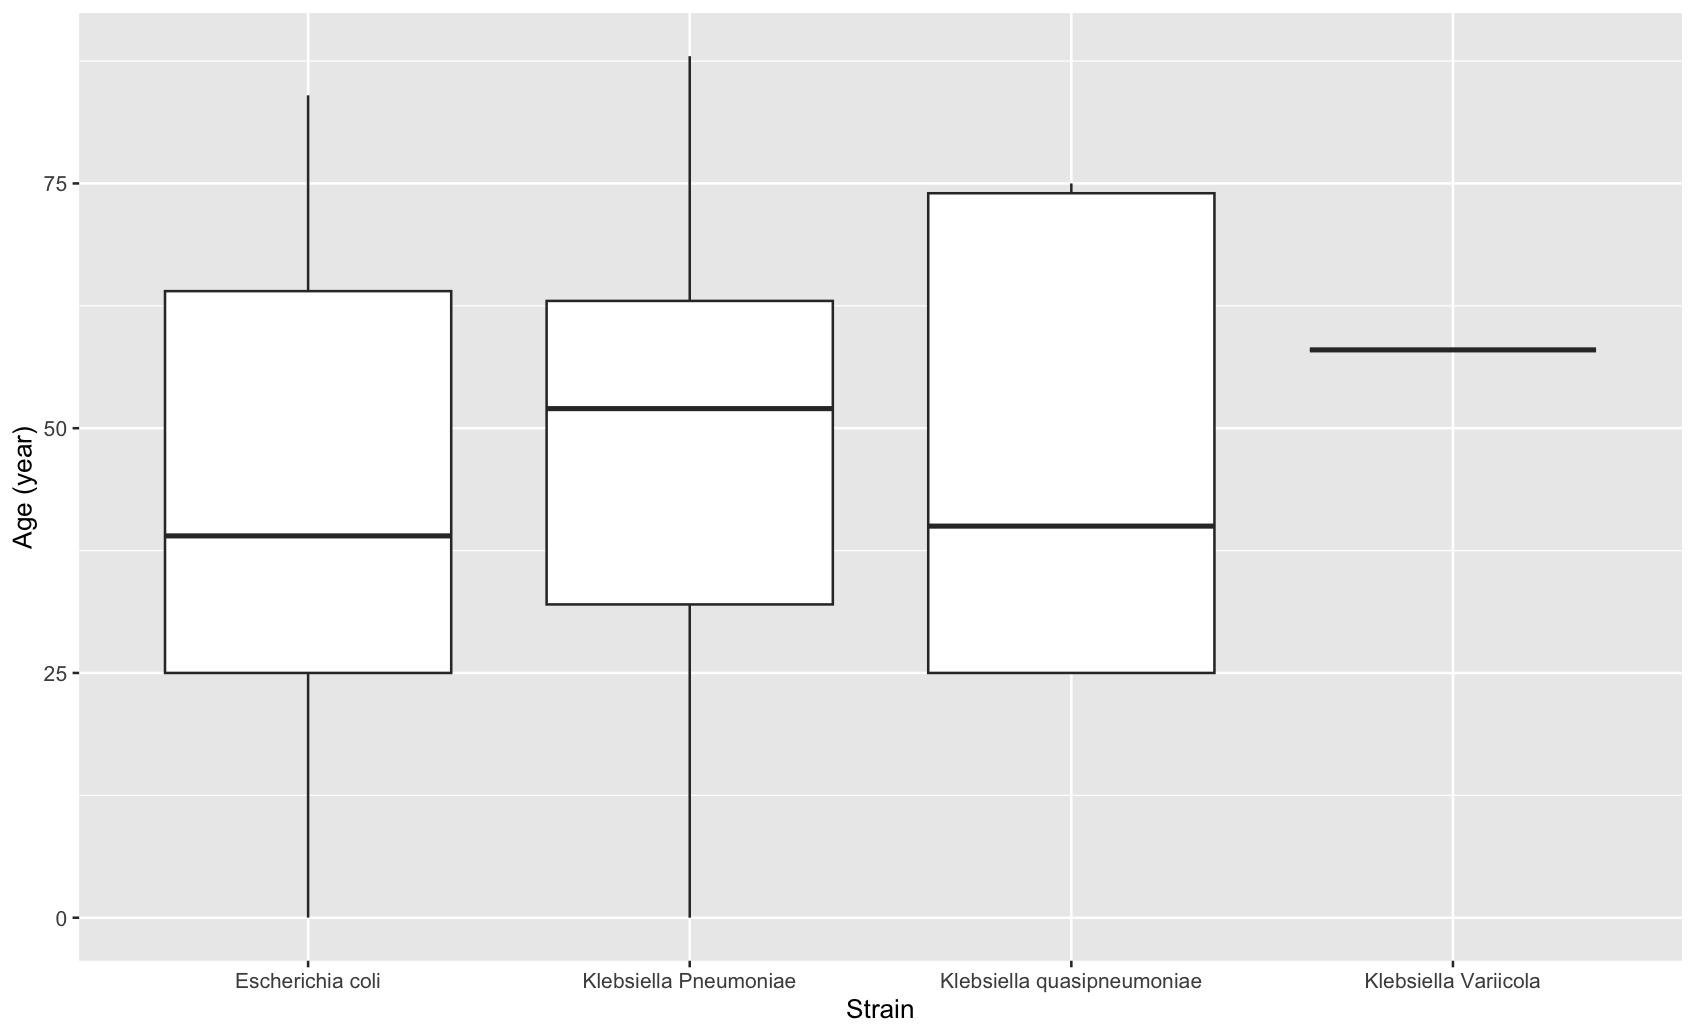 Age (year)
75
50
25
0
Escherichia coli
Klebsiella Pneumoniae
Klebsiella quasipneumoniae
Klebsiella Variicola
Strain